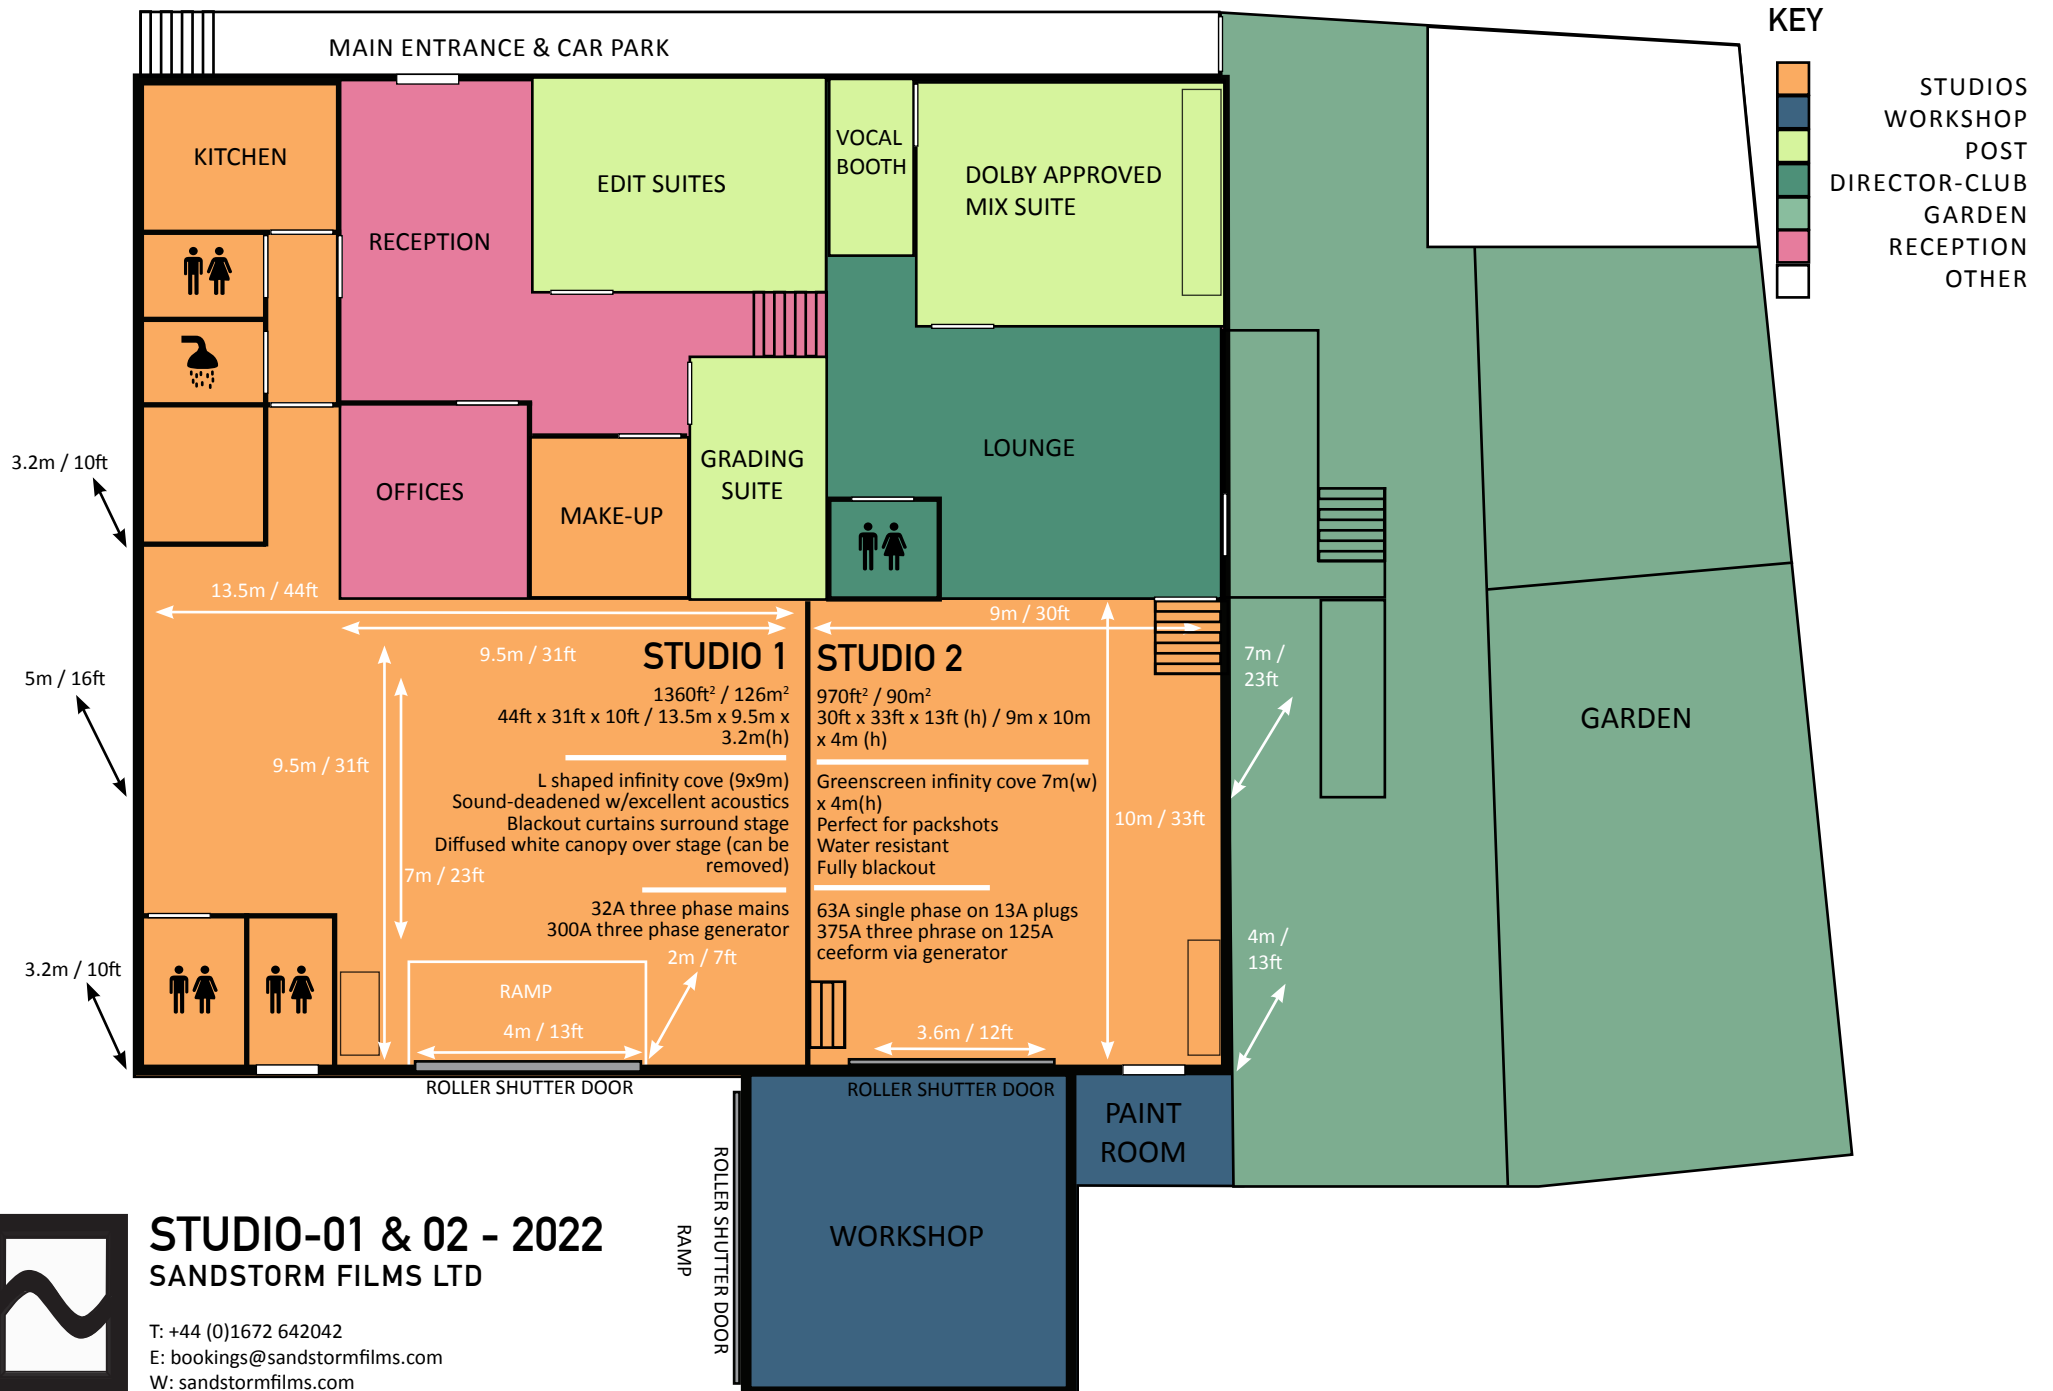 MAIN ENTRANCE & CAR PARK
KEY
STUDIOS
WORKSHOP
POST
DIRECTOR-CLUB
GARDEN
RECEPTION
OTHER
KITCHEN
RECEPTION
EDIT SUITES
VOCAL
BOOTH
DOLBY APPROVED
MIX SUITE
OFFICES
MAKE-UP
GRADING
SUITE
LOUNGE
3.2m / 10ft
5m / 16ft
3.2m / 10ft
13.5m / 44ft
9.5m / 31ft
9.5m / 31ft
7m / 23ft
STUDIO 1
1360ft² / 126m²
44ft x 31ft x 10ft / 13.5m x 9.5m x
3.2m(h)
L shaped infinity cove (9x9m)
Sound-deadened w/excellent acoustics
Blackout curtains surround stage
Diffused white canopy over stage (can be
removed)
32A three phase mains
300A three phase generator
2m / 7ft
RAMP
4m / 13ft
ROLLER SHUTTER DOOR
9m / 30ft
STUDIO 2
970ft² / 90m²
30ft x 33ft x 13ft (h) / 9m x 10m
x 4m (h)
Greenscreen infinity cove 7m(w)
x 4m(h)
Perfect for packshots
Water resistant
Fully blackout
63A single phase on 13A plugs
375A three phrase on 125A
ceeform via generator
10m / 33ft
3.6m / 12ft
ROLLER SHUTTER DOOR
7m /
23ft
4m /
13ft
GARDEN
PAINT
ROOM
WORKSHOP
ROLLER SHUTTER DOOR
RAMP
STUDIO-01 & 02 - 2022
SANDSTORM FILMS LTD
T: +44 (0)1672 642042
E: bookings@sandstormfilms.com
W: sandstormfilms.com